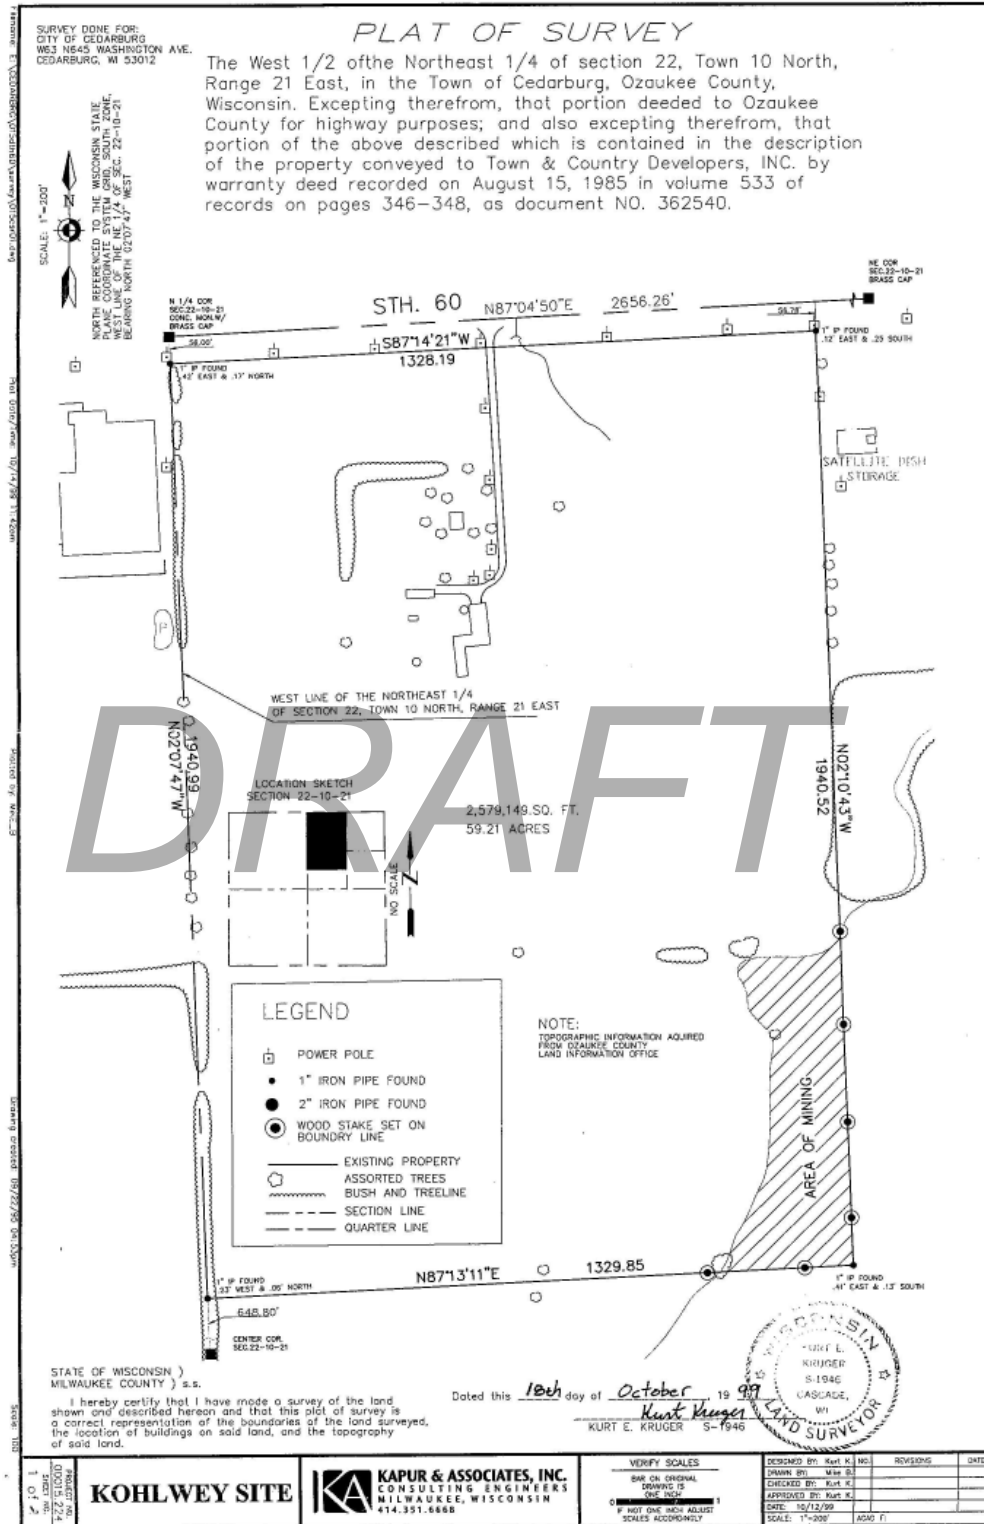 SURVEY DONE FOR:
CITY OF CEDARBURG
W63 N645 WASHINGTON AVE.
CEDARBURG, WI 53012
PLAT OF SURVEY
The West 1/2 ofthe Northeast 1/4 of section 22, Town 10 North,
Range 21 East, in the Town of Cedarburg, Ozaukee County,
Wisconsin. Excepting therefrom, that portion deeded to Ozaukee
County for highway purposes; and also excepting therefrom, that
portion of the above described which is contained in the description
of the property conveyed to Town & Country Developers, INC. by
warranty deed recorded on August 15, 1985 in volume 533 of
records on pages 346-348, as document NO. 362540.
SCALE: 1"=200'
N
NORTH REFERENCED TO THE WISCONSIN STATE
PLANE COORDINATE SYSTEM GRID, SOUTH ZONE,
WEST LINE OF THE NE 1/4 OF SEC. 22-10-21
BEARING NORTH 02°07'47" WEST
N 1/4 COR
SEC.22-10-21
CONC. MON.W/
BRASS CAP
NE COR
SEC.22-10-21
BRASS CAP
STH. 60
N87°04'50"E
2656.26'
58.00'
S87°14'21"W
1328.19
1" IP FOUND
.42' EAST & .17' NORTH
1" IP FOUND
.12' EAST & .25 SOUTH
SATELLITE DISH
STORAGE
P
WEST LINE OF THE NORTHEAST 1/4
OF SECTION 22, TOWN 10 NORTH, RANGE 21 EAST
1940.99
N02°07'47"W
N02°10'43"W
1940.52
DRAFT
LOCATION SKETCH
SECTION 22-10-21
NO SCALE
N
2,579,149.SQ. FT.
59.21 ACRES
LEGEND
POWER POLE
1" IRON PIPE FOUND
2" IRON PIPE FOUND
WOOD STAKE SET ON
BOUNDRY LINE
EXISTING PROPERTY
ASSORTED TREES
BUSH AND TREELINE
SECTION LINE
QUARTER LINE
NOTE:
TOPOGRAPHIC INFORMATION AQUIRED
FROM OZAUKEE COUNTY
LAND INFORMATION OFFICE
AREA OF MINING
1" IP FOUND
.23' WEST & .06' NORTH
N87°13'11"E
1329.85
1" IP FOUND
.41' EAST & .13' SOUTH
648.80'
CENTER COR.
SEC.22-10-21
STATE OF WISCONSIN )
MILWAUKEE COUNTY ) s.s.
I hereby certify that I have made a survey of the land
shown and described hereon and that this plot of survey is
a correct representation of the boundaries of the land surveyed,
the location of buildings on said land, and the topography
of said land.
Dated this 18th day of October 19 99
Kurt Kruger
KURT E. KRUGER S-1946
WISCONSIN
KURT E.
KRUGER
S-1946
CASCADE,
WI
LAND SURVEYOR
PROJECT NO.
SHEET NO.
1 of 2
KOHLWEY SITE
KA
KAPUR & ASSOCIATES, INC.
CONSULTING ENGINEERS
MILWAUKEE, WISCONSIN
414.351.6668
VERIFY SCALES
BAR ON ORIGINAL
DRAWING IS
ONE INCH
0 1
IF NOT ONE INCH ADJUST
SCALES ACCORDINGLY
DESIGNED BY: Kurt K.
DRAWN BY: Mike B.
CHECKED BY: Kurt K.
APPROVED BY: Kurt K.
DATE: 10/12/99
SCALE: 1"=200'
NO.
REVISIONS
DATE